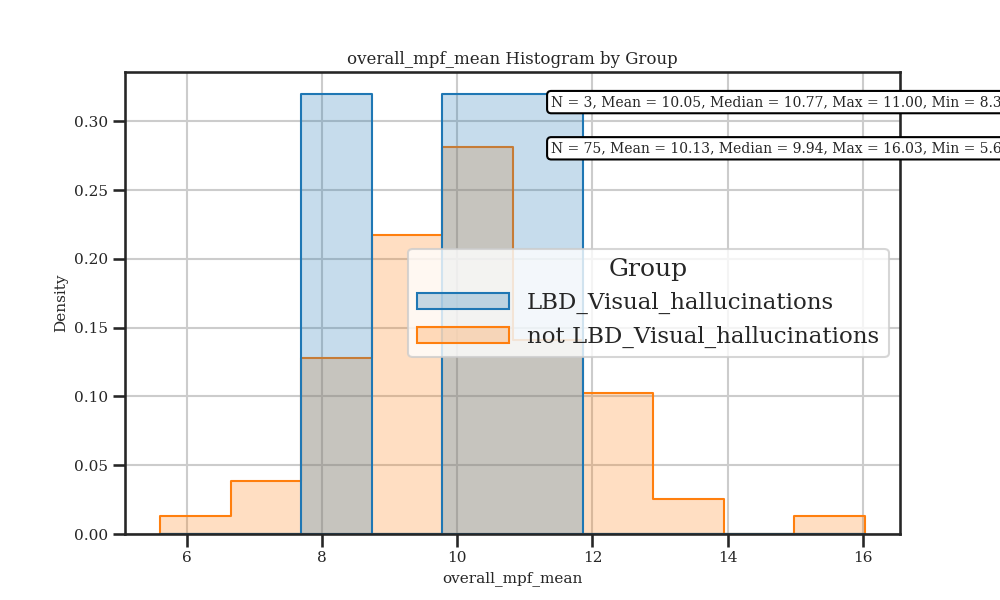 overall_mpf_mean Histogram by Group
N = 3, Mean = 10.05, Median = 10.77, Max = 11.00, Min = 8.3
N = 75, Mean = 10.13, Median = 9.94, Max = 16.03, Min = 5.6
Group
LBD_Visual_hallucinations
not LBD_Visual_hallucinations
Density
0.30
0.25
0.20
0.15
0.10
0.05
0.00
6 8 10 12 14 16
overall_mpf_mean